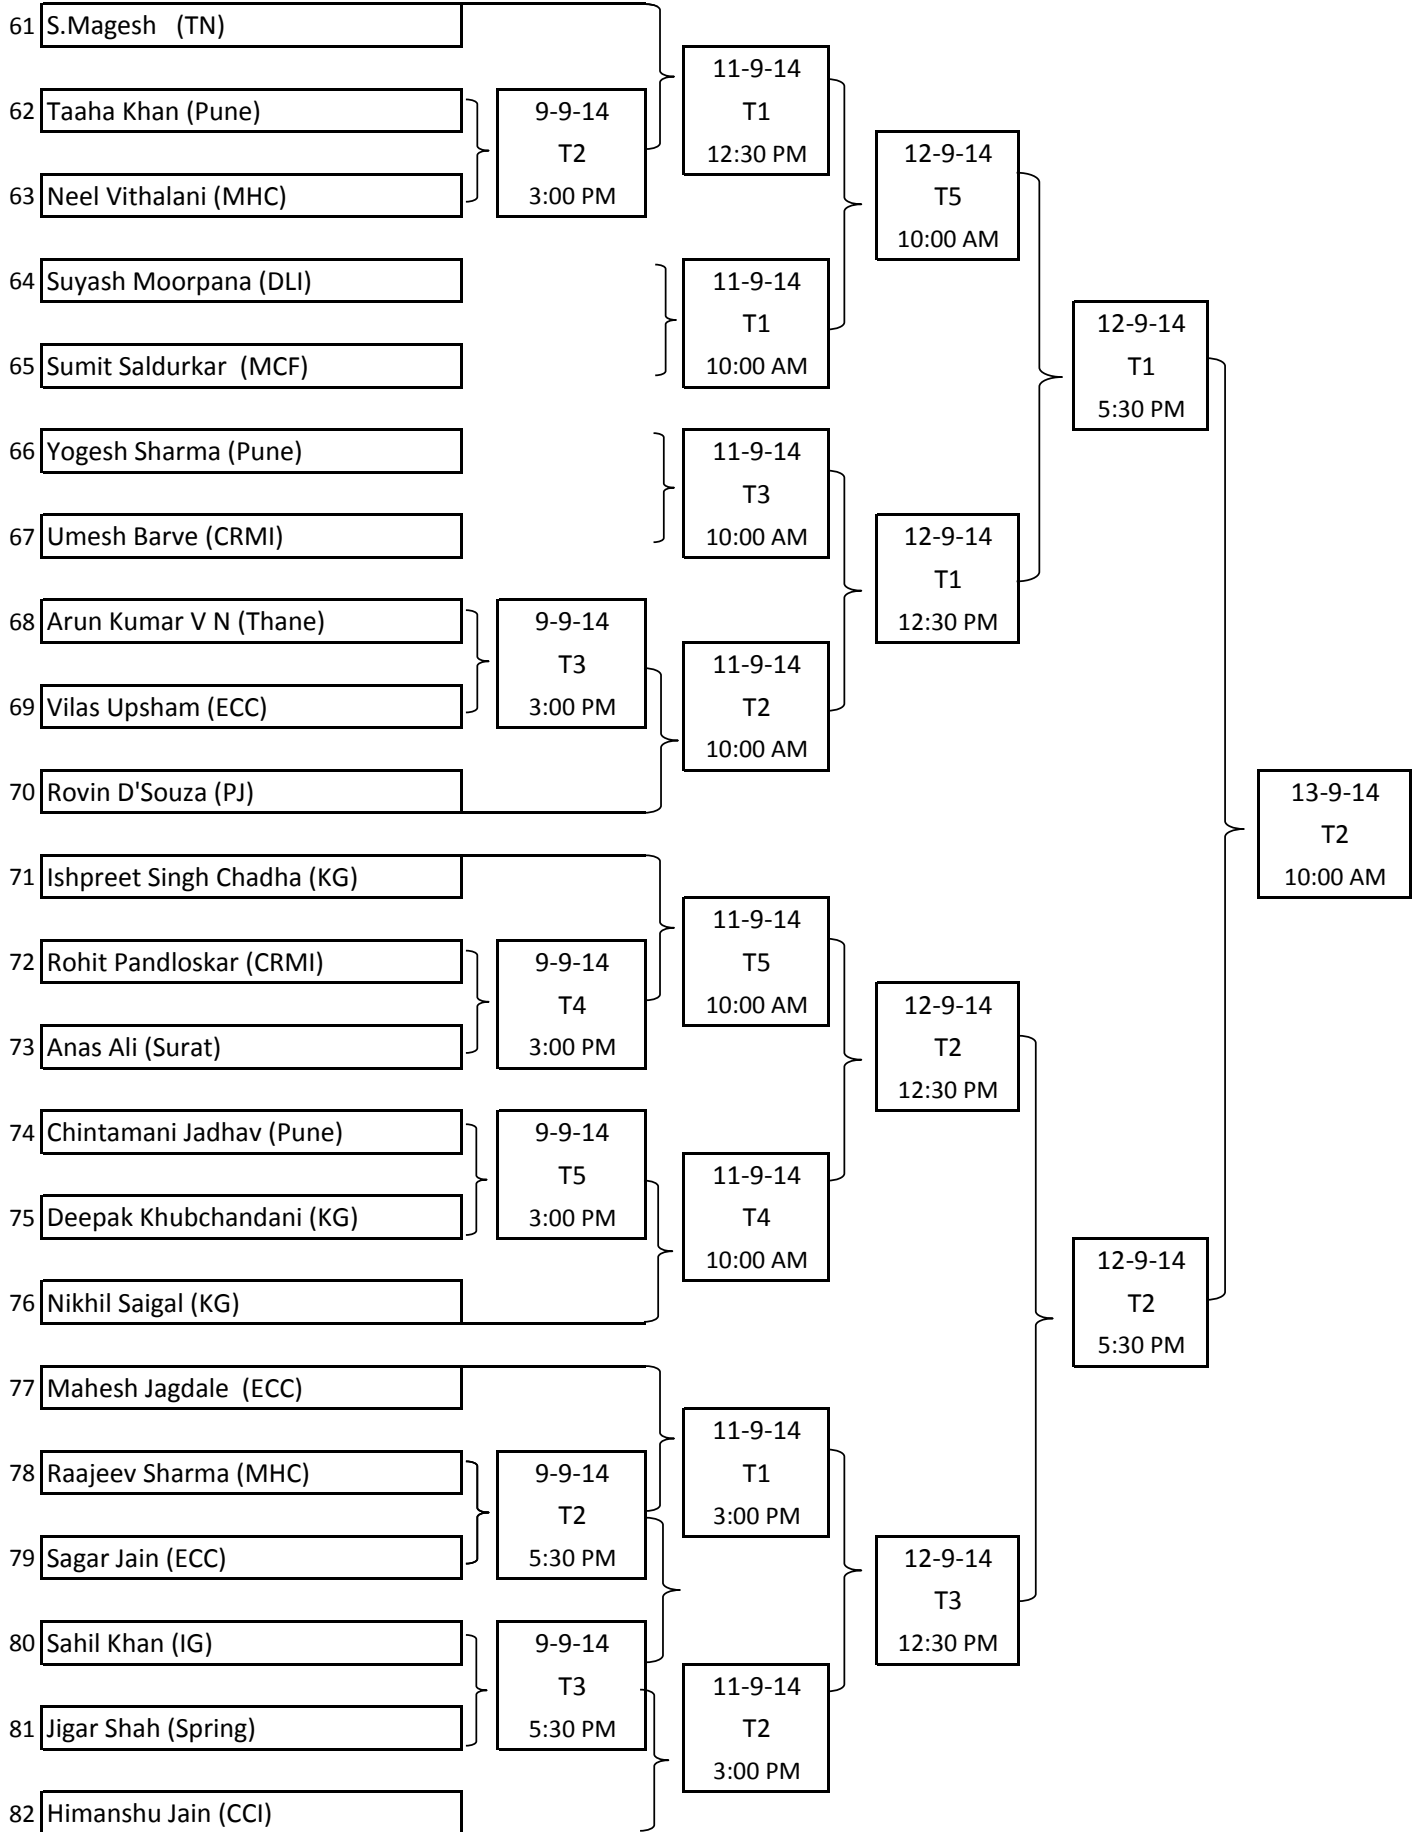 61 S.Magesh (TN)
11-9-14
62 Taaha Khan (Pune)
9-9-14
T1
T2
12:30 PM
12-9-14
63 Neel Vithalani (MHC)
3:00 PM
T5
10:00 AM
64 Suyash Moorpana (DLI)
11-9-14
T1
12-9-14
65 Sumit Saldurkar (MCF)
10:00 AM
T1
5:30 PM
66 Yogesh Sharma (Pune)
11-9-14
T3
67 Umesh Barve (CRMI)
10:00 AM
12-9-14
T1
68 Arun Kumar V N (Thane)
9-9-14
12:30 PM
T3
11-9-14
69 Vilas Upsham (ECC)
3:00 PM
T2
10:00 AM
70 Rovin D'Souza (PJ)
13-9-14
T2
71 Ishpreet Singh Chadha (KG)
10:00 AM
11-9-14
72 Rohit Pandloskar (CRMI)
9-9-14
T5
T4
10:00 AM
12-9-14
73 Anas Ali (Surat)
3:00 PM
T2
12:30 PM
74 Chintamani Jadhav (Pune)
9-9-14
T5
11-9-14
75 Deepak Khubchandani (KG)
3:00 PM
T4
10:00 AM
12-9-14
76 Nikhil Saigal (KG)
T2
5:30 PM
77 Mahesh Jagdale (ECC)
11-9-14
78 Raajeev Sharma (MHC)
9-9-14
T1
T2
3:00 PM
79 Sagar Jain (ECC)
5:30 PM
12-9-14
T3
80 Sahil Khan (IG)
9-9-14
12:30 PM
T3
11-9-14
81 Jigar Shah (Spring)
5:30 PM
T2
3:00 PM
82 Himanshu Jain (CCI)